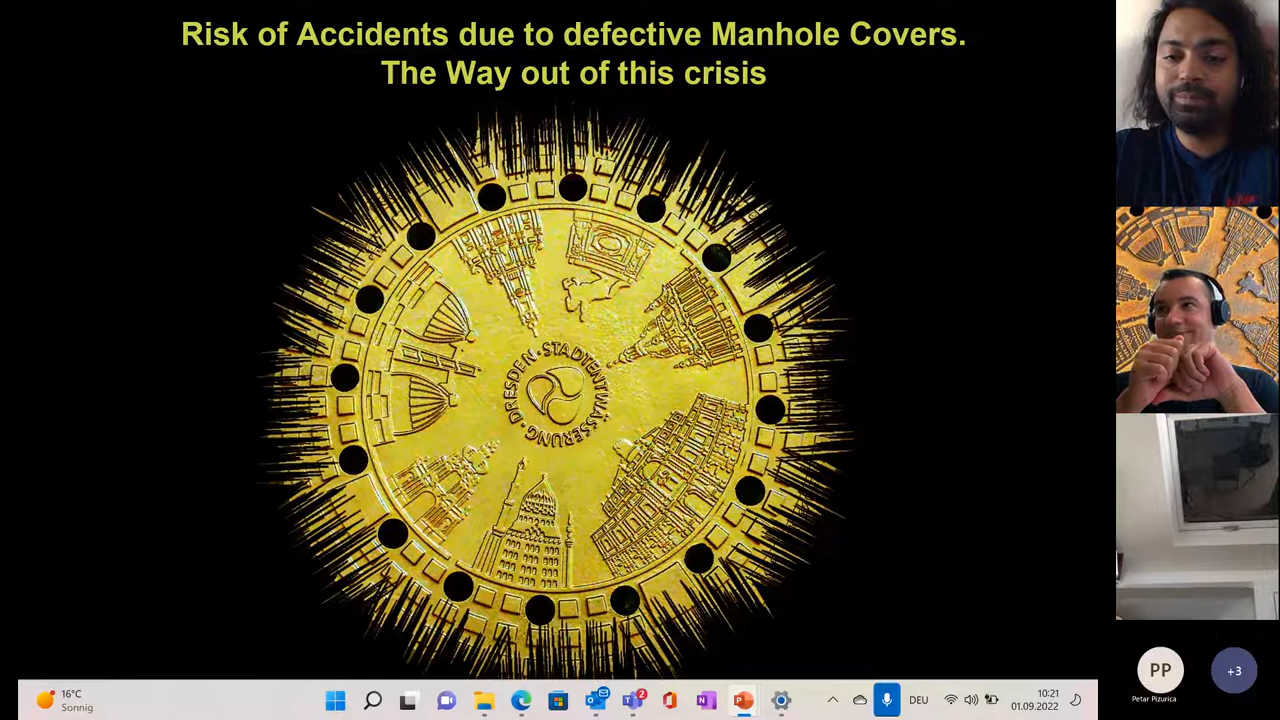 Risk of Accidents due to defective Manhole Covers.
The Way out of this crisis
DRESDEN · STADTENTWÄSSERUNG ·
PP
Petar Pizurica
+3
16°C
Sonnig
2
DEU
10:21
01.09.2022